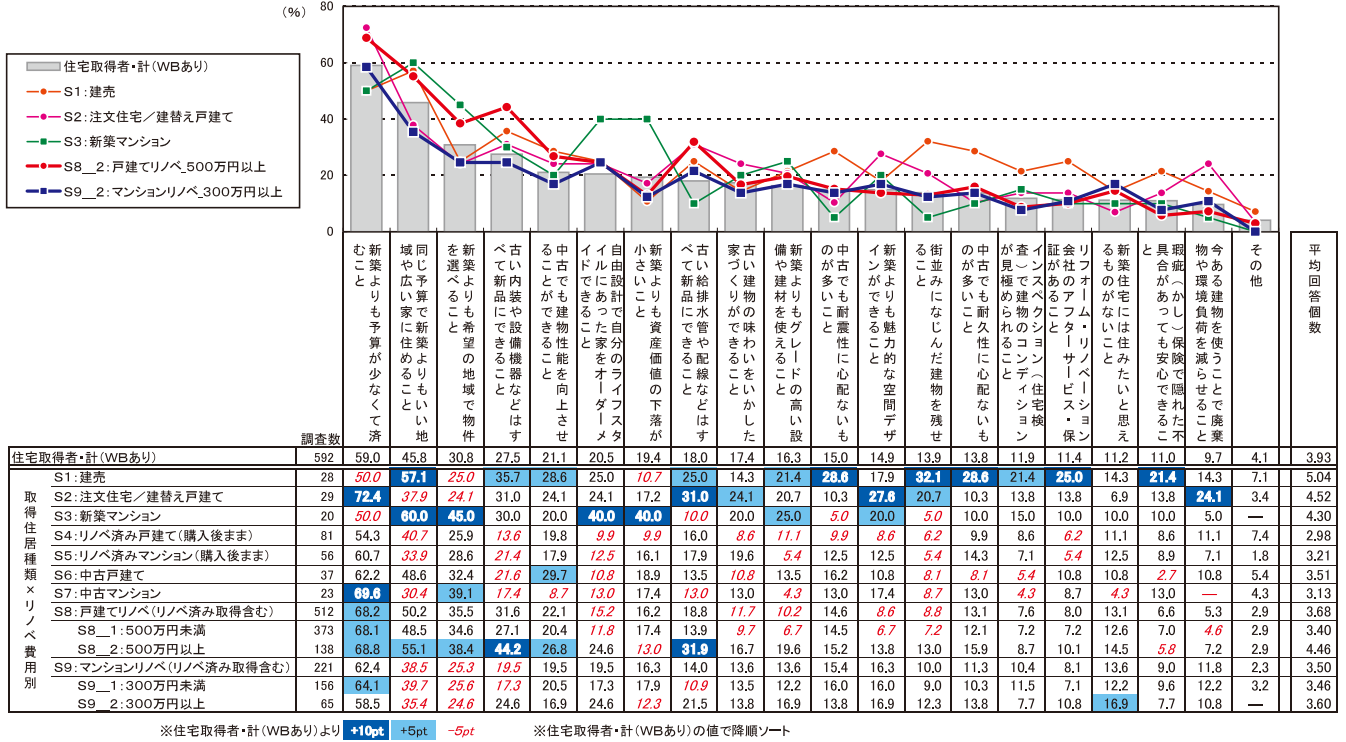 (%)
80
60
40
20
0
住宅取得者・計（WBあり）
S1：建売
S2：注文住宅／建替え戸建て
S3：新築マンション
S8__2：戸建てリノベ_500万円以上
S9__2：マンションリノベ_300万円以上
新築よりも予算が少なくて済
むこと
同じ予算で新築よりもいい地
域や広い家に住めること
新築よりも希望の地域で物件
を選べること
古い内装や設備機器などはす
べて新品にできること
中古でも建物性能を向上させ
ることができること
自由設計で自分のライフスタ
イルにあった家をオーダーメ
イドできること
新築よりも資産価値の下落が
小さいこと
古い給排水管や配線などはす
べて新品にできること
古い建物の味わいをいかした
家づくりができること
新築よりもグレードの高い設
備や建材を使えること
中古でも耐震性に心配ないも
のが多いこと
新築よりも魅力的な空間デザ
インができること
街並みになじんだ建物を残せ
ること
中古でも耐久性に心配ないも
のが多いこと
インスペクション（住宅検
査）で建物のコンディション
が見極められること
リフォーム・リノベーション
会社のアフターサービス・保
証があること
新築住宅には住みたいと思え
るものがないこと
瑕疵（かし）保険で隠れた不
具合があっても安心できるこ
と
今ある建物を使うことで廃棄
物や環境負荷を減らせること
その他
平均回答個数
調査数
住宅取得者・計（WBあり） 592 59.0 45.8 30.8 27.5 21.1 20.5 19.4 18.0 17.4 16.3 15.0 14.9 13.9 13.8 11.9 11.4 11.2 11.0 9.7 4.1 3.93
取得住居種類×リノベ費用別
S1：建売 28 50.0 57.1 25.0 35.7 28.6 25.0 10.7 25.0 14.3 21.4 28.6 17.9 32.1 28.6 21.4 25.0 14.3 21.4 14.3 7.1 5.04
S2：注文住宅／建替え戸建て 29 72.4 37.9 24.1 31.0 24.1 24.1 17.2 31.0 24.1 20.7 10.3 27.6 20.7 10.3 13.8 13.8 6.9 13.8 24.1 3.4 4.52
S3：新築マンション 20 50.0 60.0 45.0 30.0 20.0 40.0 40.0 10.0 20.0 25.0 5.0 20.0 5.0 10.0 15.0 10.0 10.0 10.0 5.0 — 4.30
S4：リノベ済み戸建て（購入後まま） 81 54.3 40.7 25.9 13.6 19.8 9.9 9.9 16.0 8.6 11.1 9.9 8.6 6.2 9.9 8.6 6.2 11.1 8.6 11.1 7.4 2.98
S5：リノベ済みマンション（購入後まま） 56 60.7 33.9 28.6 21.4 17.9 12.5 16.1 17.9 19.6 5.4 12.5 12.5 5.4 14.3 7.1 5.4 12.5 8.9 7.1 1.8 3.21
S6：中古戸建て 37 62.2 48.6 32.4 21.6 29.7 10.8 18.9 13.5 10.8 13.5 16.2 10.8 8.1 8.1 5.4 10.8 10.8 2.7 10.8 5.4 3.51
S7：中古マンション 23 69.6 30.4 39.1 17.4 8.7 13.0 17.4 13.0 13.0 4.3 13.0 17.4 8.7 13.0 4.3 8.7 4.3 13.0 — 4.3 3.13
S8：戸建てリノベ（リノベ済み取得含む） 512 68.2 50.2 35.5 31.6 22.1 15.2 16.2 18.8 11.7 10.2 14.6 8.6 8.8 13.1 7.6 8.0 13.1 6.6 5.3 2.9 3.68
S8__1：500万円未満 373 68.1 48.5 34.6 27.1 20.4 11.8 17.4 13.9 9.7 6.7 14.5 6.7 7.2 12.1 7.2 7.2 12.6 7.0 4.6 2.9 3.40
S8__2：500万円以上 138 68.8 55.1 38.4 44.2 26.8 24.6 13.0 31.9 16.7 19.6 15.2 13.8 13.0 15.9 8.7 10.1 14.5 5.8 7.2 2.9 4.46
S9：マンションリノベ（リノベ済み取得含む） 221 62.4 38.5 25.3 19.5 19.5 19.5 16.3 14.0 13.6 13.6 15.4 16.3 10.0 11.3 10.4 8.1 13.6 9.0 11.8 2.3 3.50
S9__1：300万円未満 156 64.1 39.7 25.6 17.3 20.5 17.3 17.9 10.9 13.5 12.2 16.0 16.0 9.0 10.3 11.5 7.1 12.2 9.6 12.2 3.2 3.46
S9__2：300万円以上 65 58.5 35.4 24.6 24.6 16.9 24.6 12.3 21.5 13.8 16.9 13.8 16.9 12.3 13.8 7.7 10.8 16.9 7.7 10.8 — 3.60
※住宅取得者・計（WBあり）より +10pt +5pt -5pt ※住宅取得者・計（WBあり）の値で降順ソート